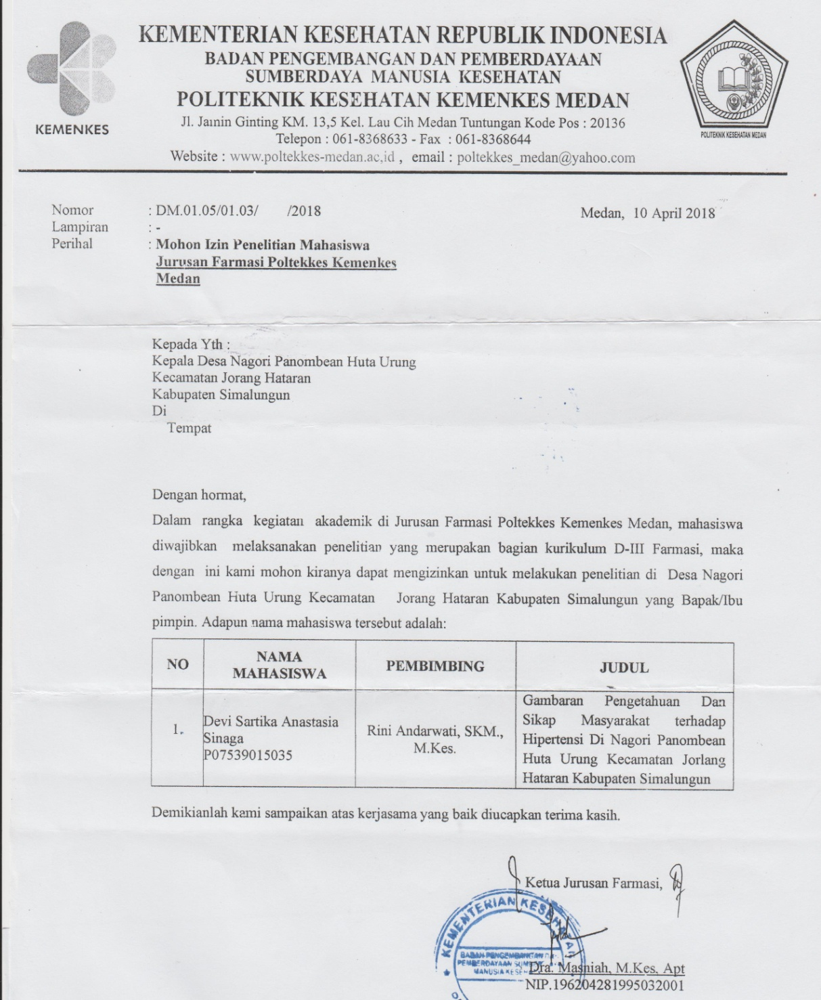 KEMENTERIAN KESEHATAN REPUBLIK INDONESIA
BADAN PENGEMBANGAN DAN PEMBERDAYAAN
SUMBERDAYA MANUSIA KESEHATAN
POLITEKNIK KESEHATAN KEMENKES MEDAN
Jl. Jamin Ginting KM. 13,5 Kel. Lau Cih Medan Tuntungan Kode Pos : 20136
Telepon : 061-8368633 - Fax : 061-8368644
Website : www.poltekkes-medan.ac,id , email : poltekkes_medan@yahoo.com
KEMENKES
POLITEKNIK KESEHATAN MEDAN
Nomor : DM.01.05/01.03/ /2018 Medan, 10 April 2018
Lampiran : -
Perihal : Mohon Izin Penelitian Mahasiswa
Jurusan Farmasi Poltekkes Kemenkes
Medan
Kepada Yth :
Kepala Desa Nagori Panombean Huta Urung
Kecamatan Jorang Hataran
Kabupaten Simalungun
Di
Tempat
Dengan hormat,
Dalam rangka kegiatan akademik di Jurusan Farmasi Poltekkes Kemenkes Medan, mahasiswa
diwajibkan melaksanakan penelitian yang merupakan bagian kurikulum D-III Farmasi, maka
dengan ini kami mohon kiranya dapat mengizinkan untuk melakukan penelitian di Desa Nagori
Panombean Huta Urung Kecamatan Jorang Hataran Kabupaten Simalungun yang Bapak/Ibu
pimpin. Adapun nama mahasiswa tersebut adalah:
NO
NAMA
MAHASISWA
PEMBIMBING
JUDUL
1.
Devi Sartika Anastasia
Sinaga
P07539015035
Rini Andarwati, SKM.,
M.Kes.
Gambaran Pengetahuan Dan
Sikap Masyarakat terhadap
Hipertensi Di Nagori Panombean
Huta Urung Kecamatan Jorlang
Hataran Kabupaten Simalungun
Demikianlah kami sampaikan atas kerjasama yang baik diucapkan terima kasih.
Ketua Jurusan Farmasi,
KEMENTERIAN KESEHATAN
BADAN PENGEMBANGAN
PEMBERDAYAAN
MANUSIA
Dra. Masniah, M.Kes, Apt
NIP.196204281995032001